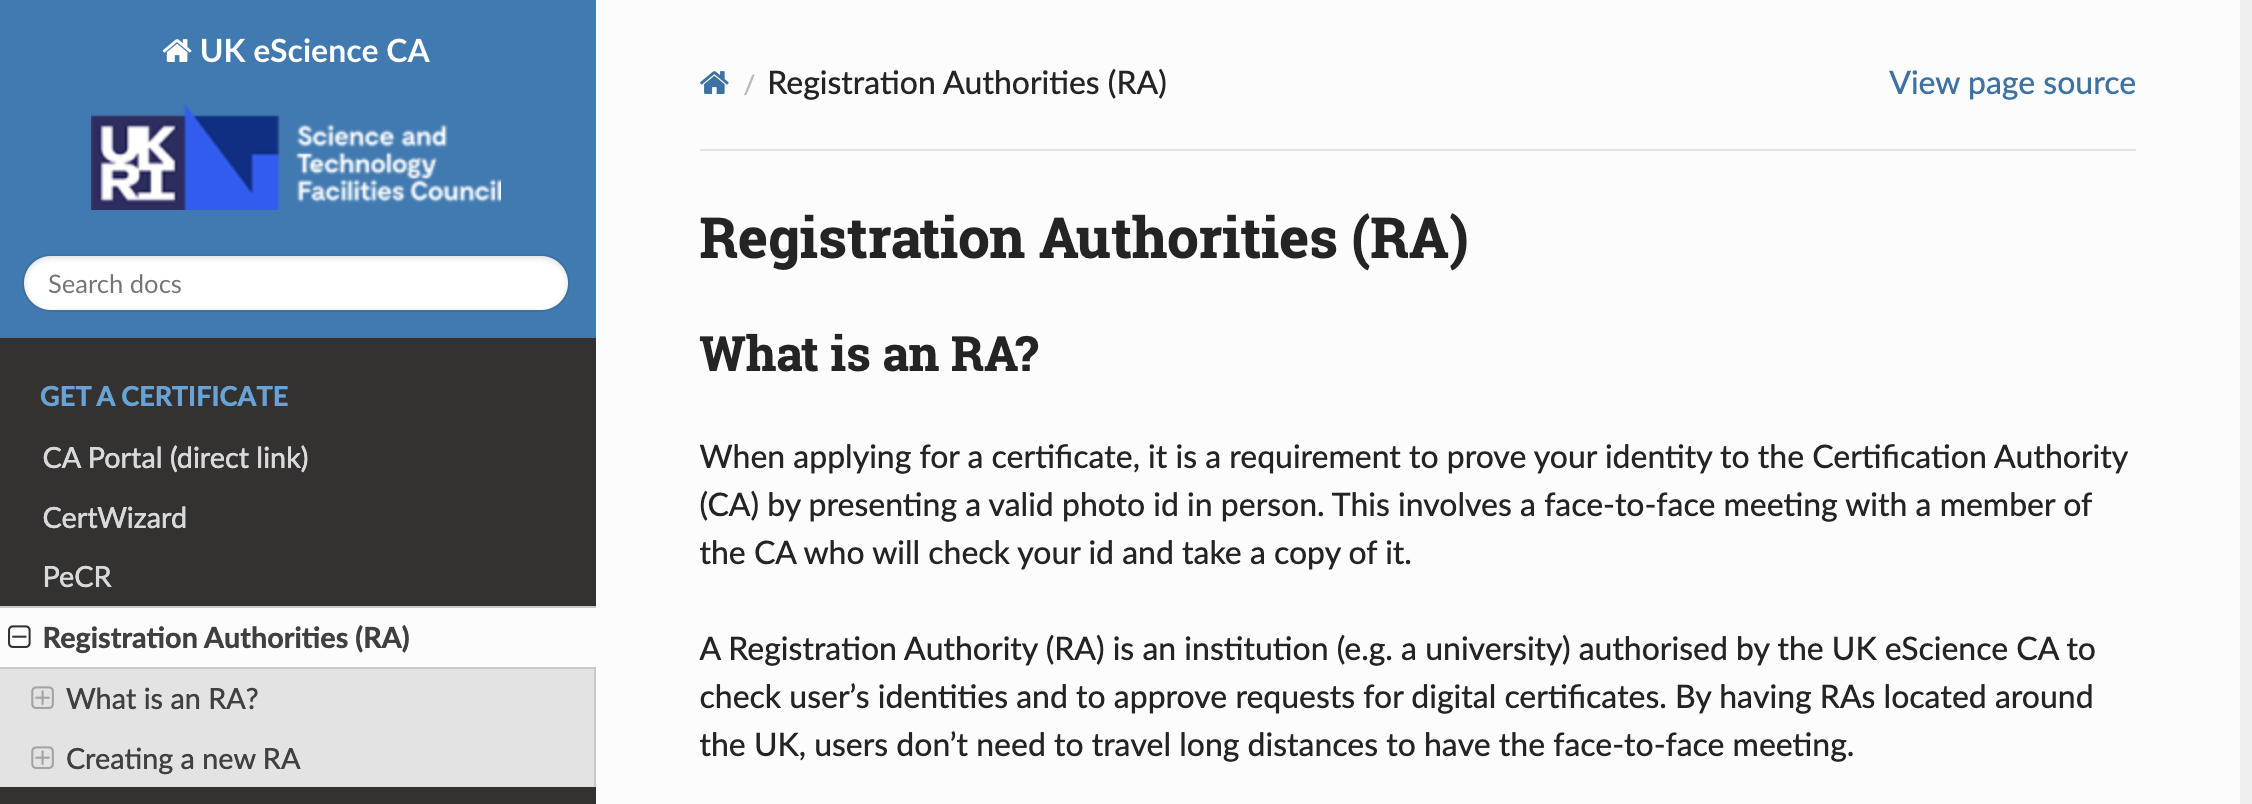 UK eScience CA
UK
RI
Science and
Technology
Facilities Council
Search docs
GET A CERTIFICATE
CA Portal (direct link)
CertWizard
PeCR
Registration Authorities (RA)
What is an RA?
Creating a new RA
/ Registration Authorities (RA)
View page source
Registration Authorities (RA)
What is an RA?
When applying for a certificate, it is a requirement to prove your identity to the Certification Authority
(CA) by presenting a valid photo id in person. This involves a face-to-face meeting with a member of
the CA who will check your id and take a copy of it.
A Registration Authority (RA) is an institution (e.g. a university) authorised by the UK eScience CA to
check user’s identities and to approve requests for digital certificates. By having RAs located around
the UK, users don’t need to travel long distances to have the face-to-face meeting.